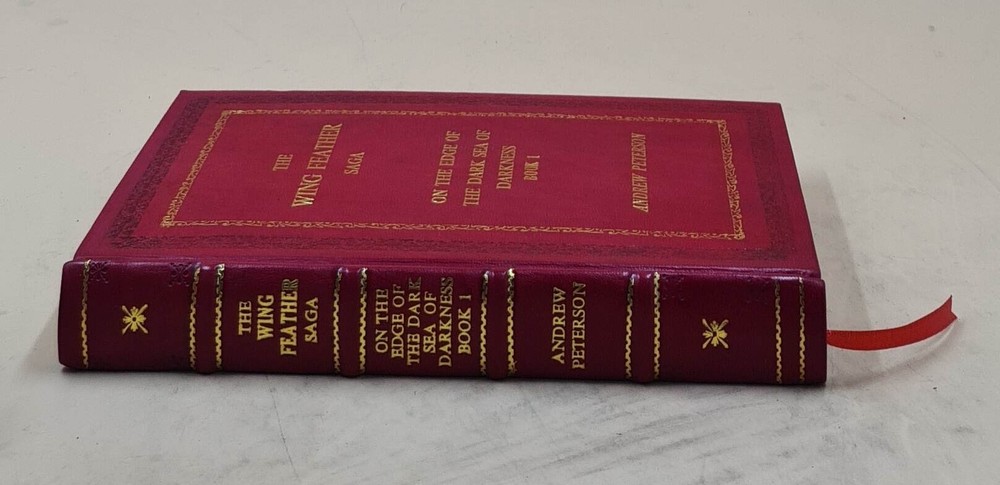 THE
WING FEATHER
SAGA
ON THE EDGE OF
THE DARK SEA OF
DARKNESS
BOOK 1
ANDREW PETERSON
THE
WING
FEATHER
SAGA
ON THE
EDGE OF
THE DARK
SEA OF
DARKNESS
BOOK 1
ANDREW
PETERSON